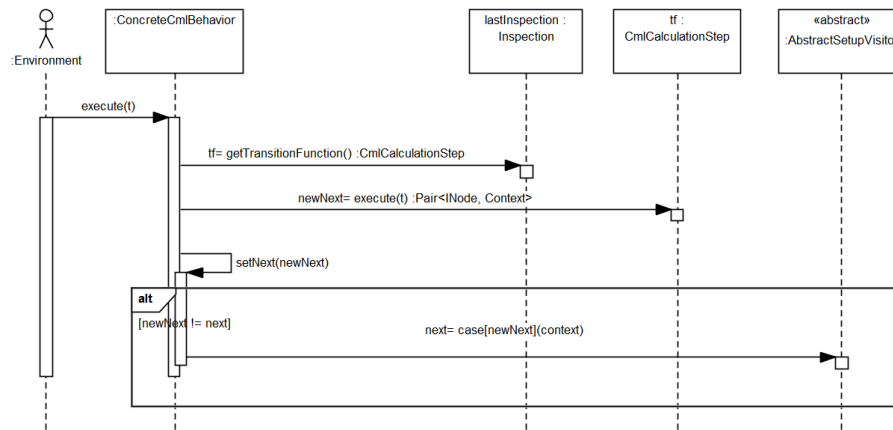 :Environment
:ConcreteCmlBehavior
lastInspection :
Inspection
tf :
CmlCalculationStep
«abstract»
:AbstractSetupVisito
execute(t)
tf= getTransitionFunction() :CmlCalculationStep
newNext= execute(t) :Pair<INode, Context>
setNext(newNext)
alt
[newNext != next]
next= case[newNext](context)